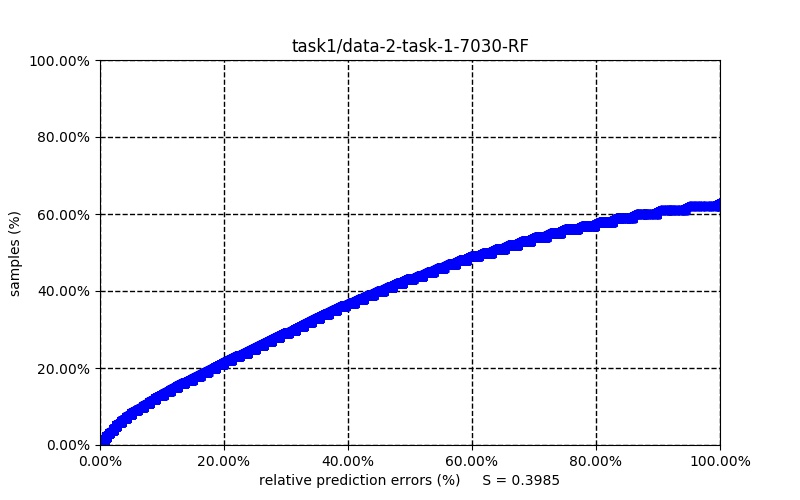 task1/data-2-task-1-7030-RF
100.00%
80.00%
60.00%
40.00%
20.00%
0.00%
samples (%)
0.00% 20.00% 40.00% 60.00% 80.00% 100.00%
relative prediction errors (%) S = 0.3985